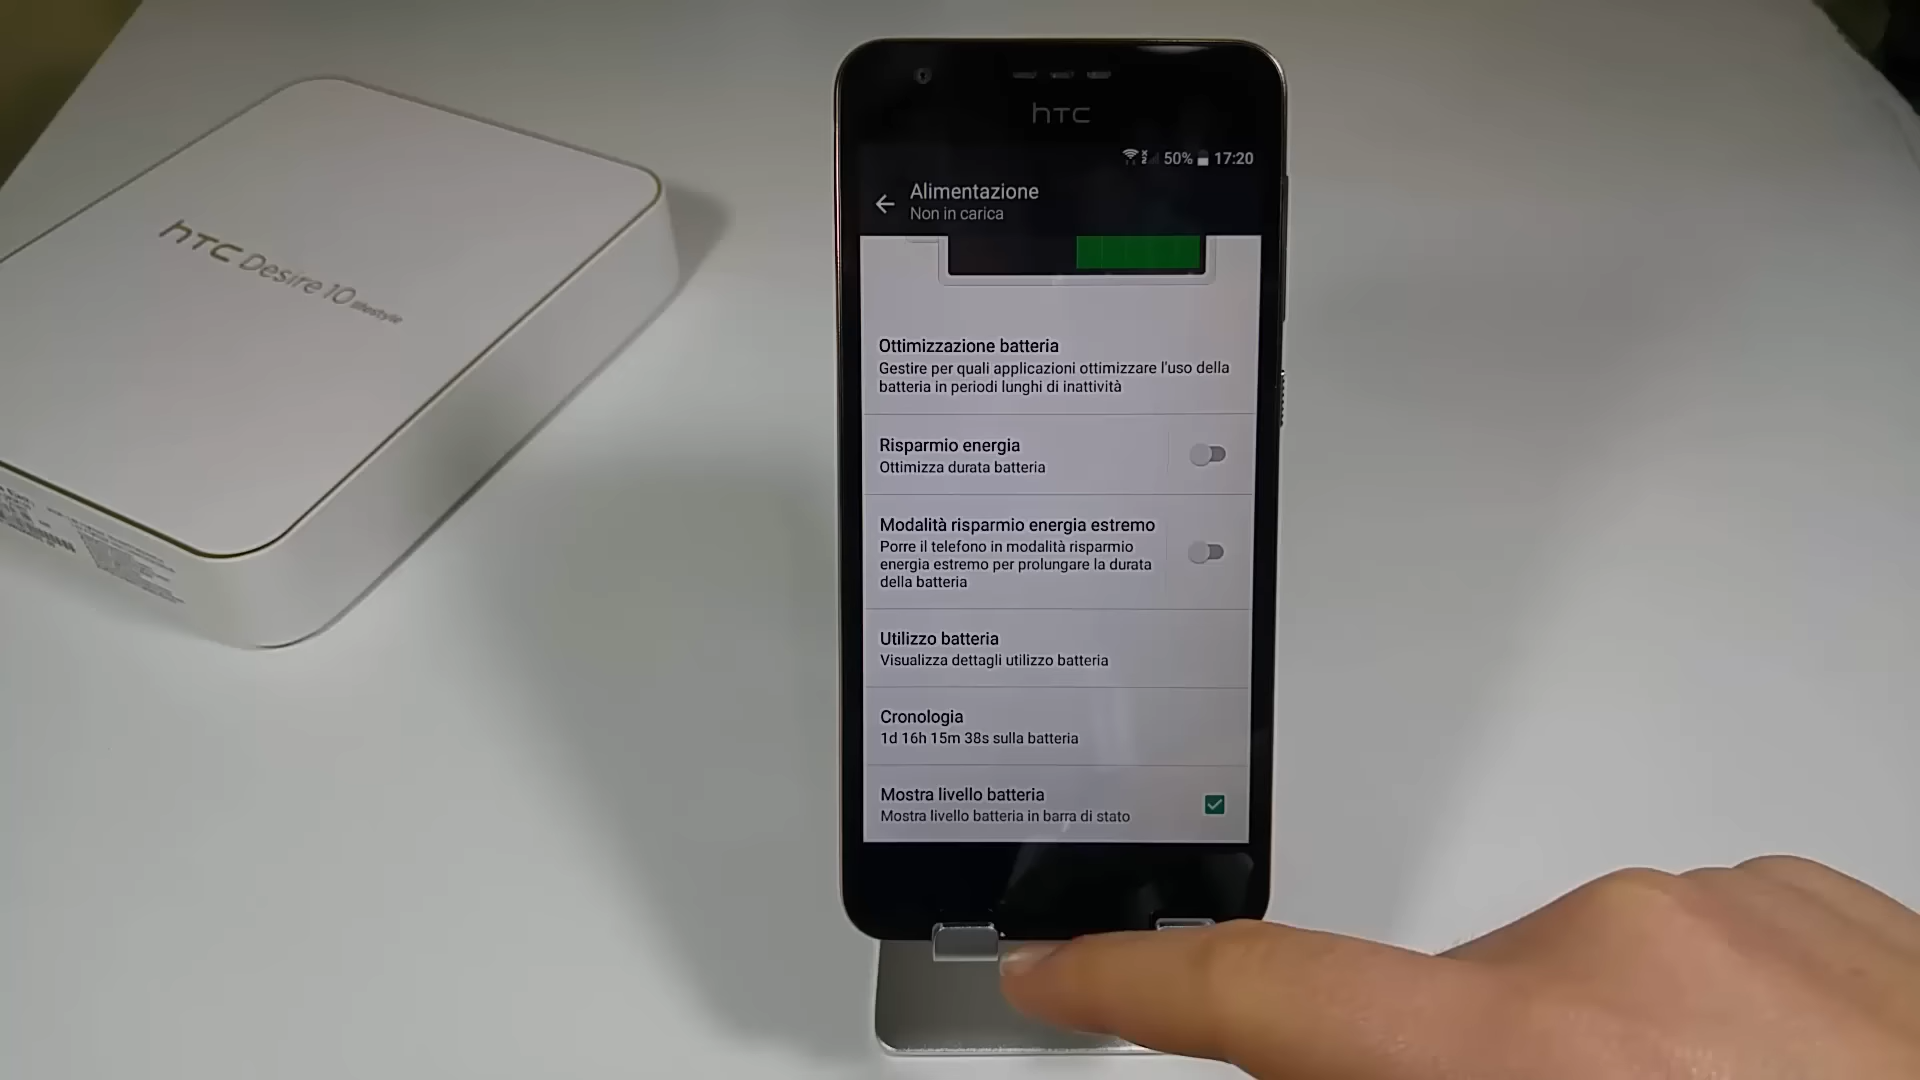 hTC Desire 10 lifestyle
hTC
50% 17:20
Alimentazione
Non in carica
Ottimizzazione batteria
Gestire per quali applicazioni ottimizzare l'uso della
batteria in periodi lunghi di inattività
Risparmio energia
Ottimizza durata batteria
Modalità risparmio energia estremo
Porre il telefono in modalità risparmio
energia estremo per prolungare la durata
della batteria
Utilizzo batteria
Visualizza dettagli utilizzo batteria
Cronologia
1d 16h 15m 38s sulla batteria
Mostra livello batteria
Mostra livello batteria in barra di stato